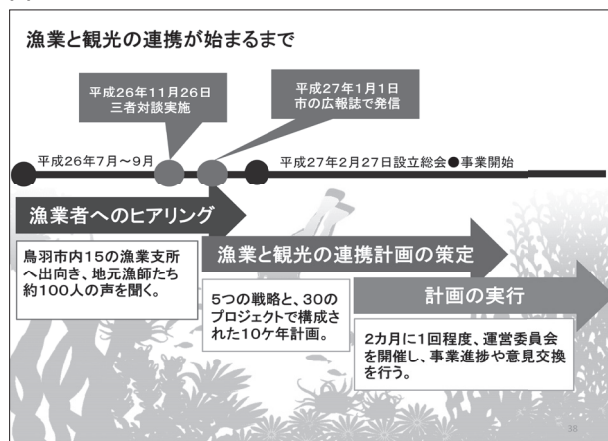 漁業と観光の連携が始まるまで
平成26年11月26日
三者対談実施
平成27年1月1日
市の広報誌で発信
平成26年7月～9月
平成27年2月27日設立総会●事業開始
漁業者へのヒアリング
鳥羽市内15の漁業支所
へ出向き、地元漁師たち
約100人の声を聞く。
漁業と観光の連携計画の策定
5つの戦略と、30の
プロジェクトで構成さ
れた10ケ年計画。
計画の実行
2カ月に1回程度、運営委員会
を開催し、事業進捗や意見交換
を行う。
38